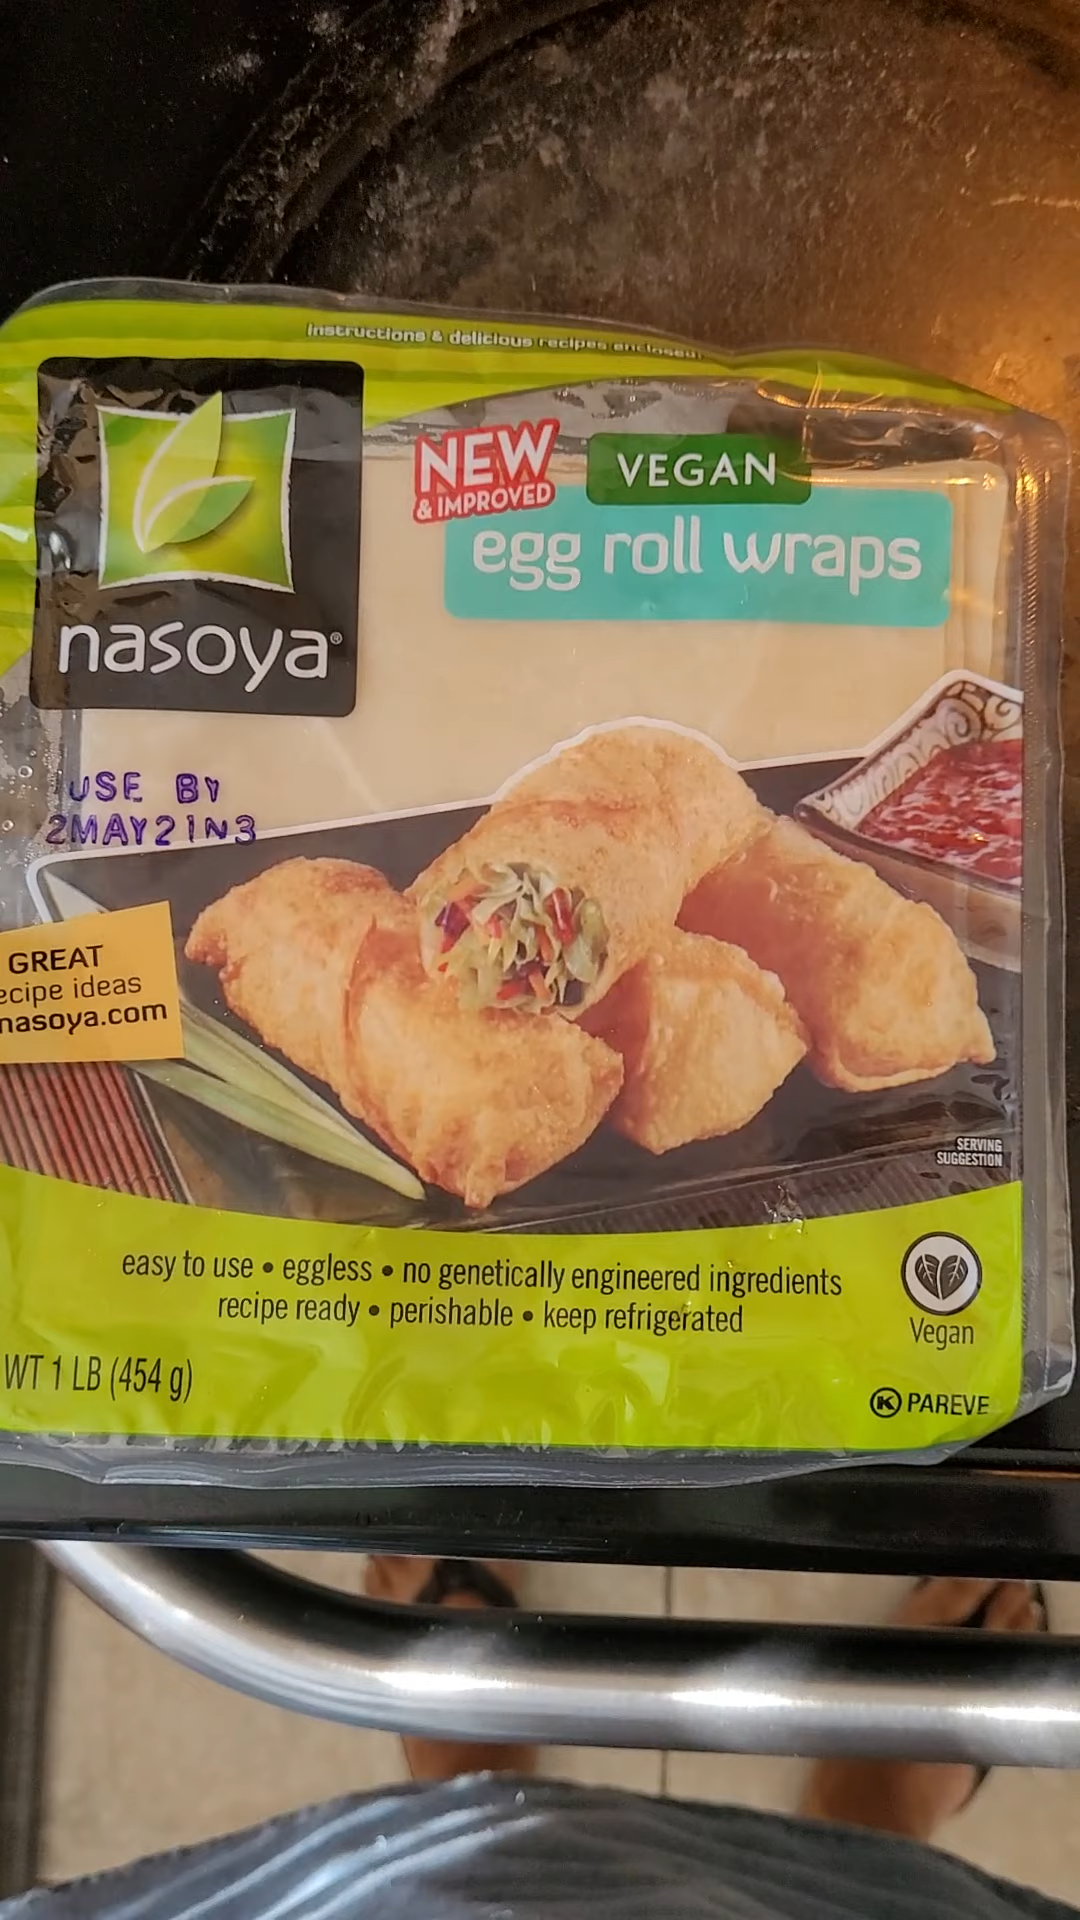 instructions & delicious recipes enclosed!
nasoya®
NEW
& IMPROVED
VEGAN
egg roll wraps
USE BY
2MAY21N3
GREAT
ecipe ideas
nasoya.com
SERVING
SUGGESTION
easy to use • eggless • no genetically engineered ingredients
recipe ready • perishable • keep refrigerated
Vegan
WT 1 LB (454 g)
K PAREVE